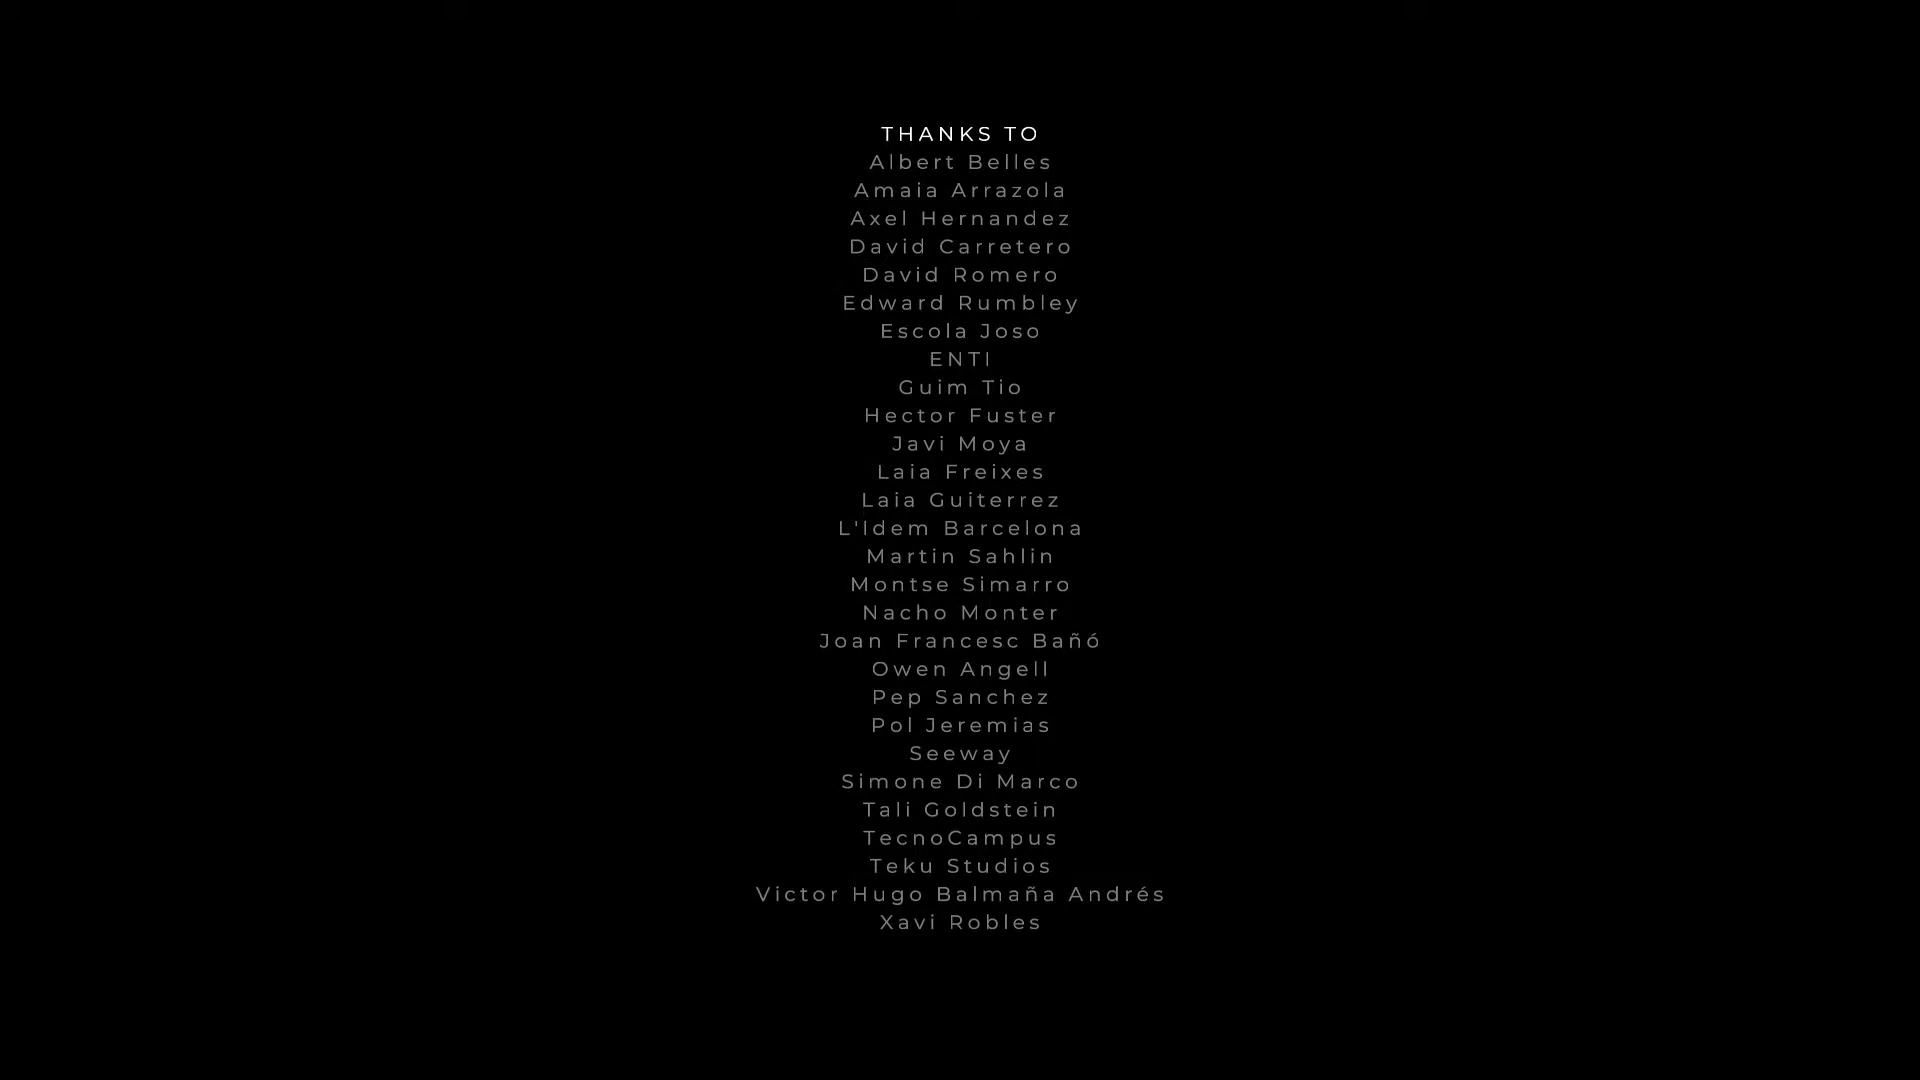 THANKS TO
Albert Belles
Amaia Arrazola
Axel Hernandez
David Carretero
David Romero
Edward Rumbley
Escola Joso
ENTI
Guim Tio
Hector Fuster
Javi Moya
Laia Freixes
Laia Guiterrez
L'Idem Barcelona
Martin Sahlin
Montse Simarro
Nacho Monter
Joan Francesc Bañó
Owen Angell
Pep Sanchez
Pol Jeremias
Seeway
Simone Di Marco
Tali Goldstein
TecnoCampus
Teku Studios
Victor Hugo Balmaña Andrés
Xavi Robles